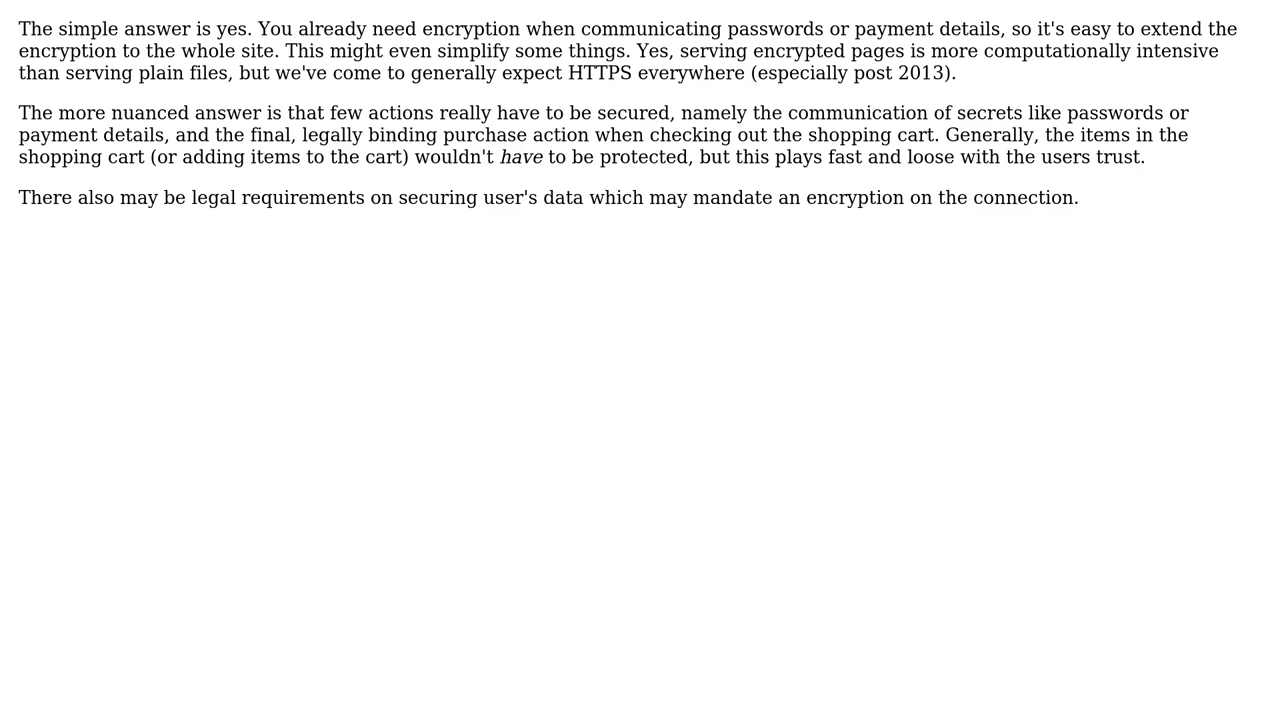 The simple answer is yes. You already need encryption when communicating passwords or payment details, so it's easy to extend the
encryption to the whole site. This might even simplify some things. Yes, serving encrypted pages is more computationally intensive
than serving plain files, but we've come to generally expect HTTPS everywhere (especially post 2013).
The more nuanced answer is that few actions really have to be secured, namely the communication of secrets like passwords or
payment details, and the final, legally binding purchase action when checking out the shopping cart. Generally, the items in the
shopping cart (or adding items to the cart) wouldn't have to be protected, but this plays fast and loose with the users trust.
There also may be legal requirements on securing user's data which may mandate an encryption on the connection.